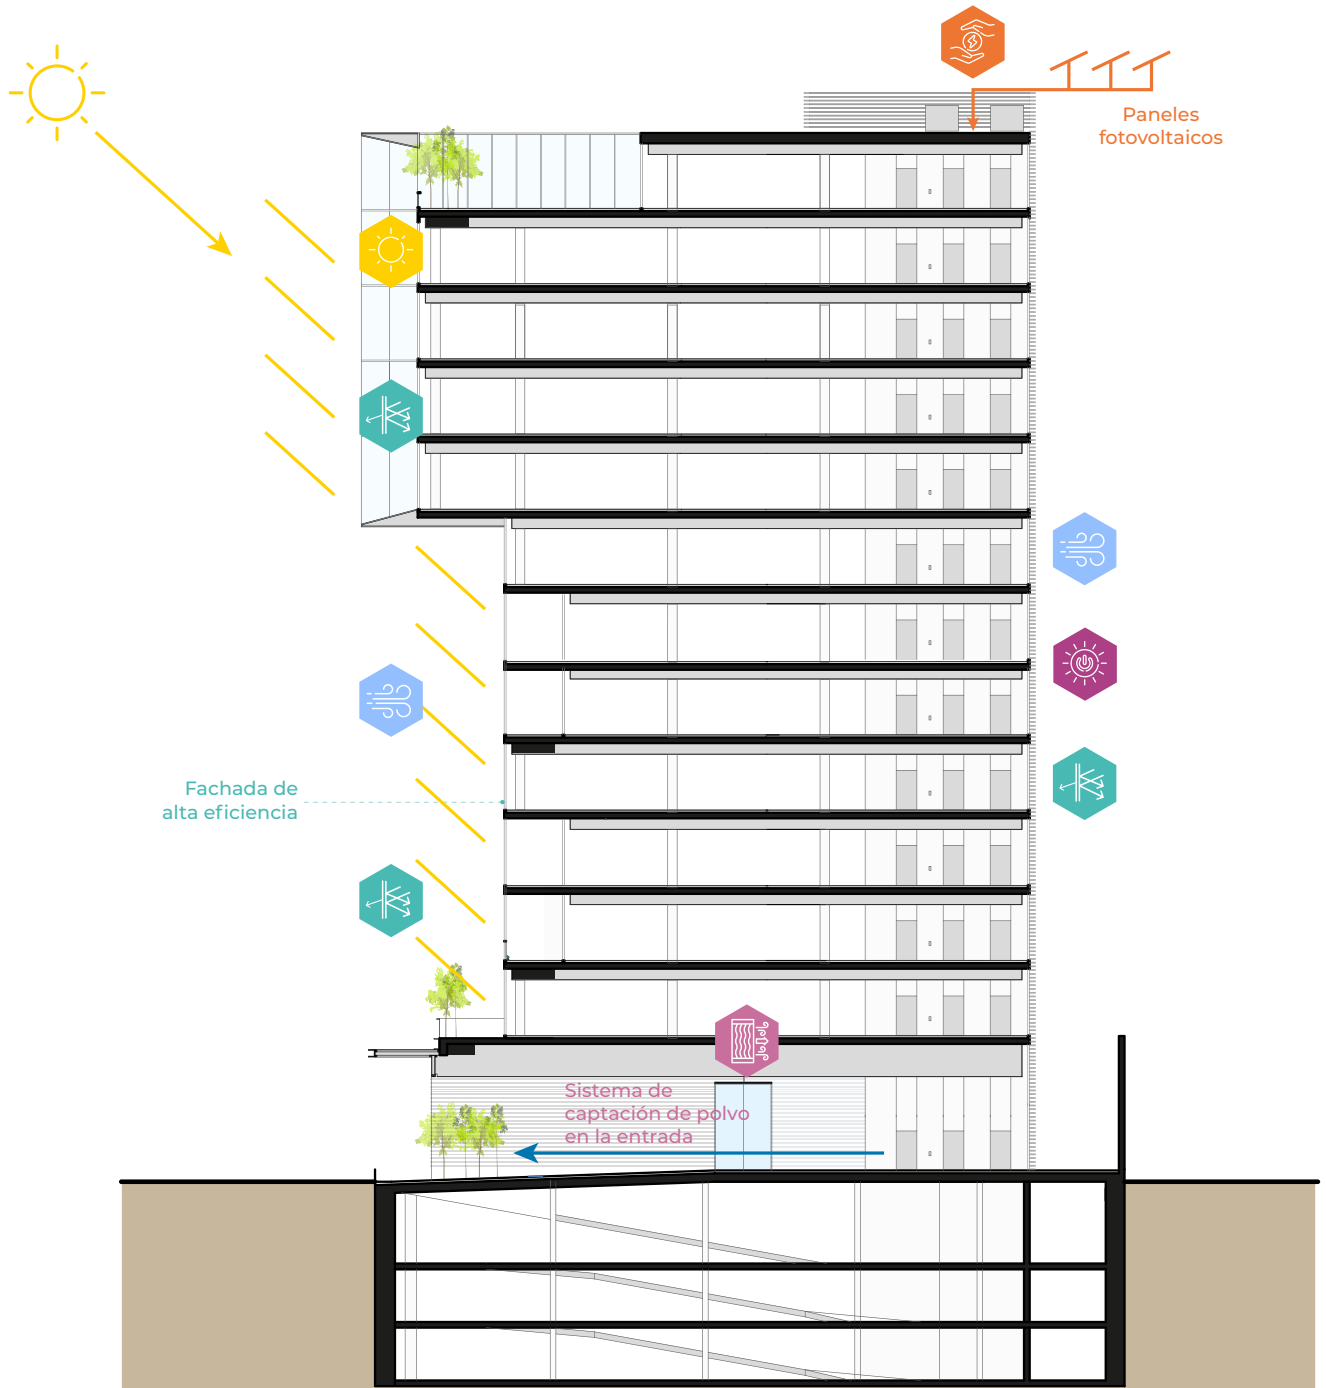 Paneles
fotovoltaicos
Fachada de
alta eficiencia
Sistema de
captación de polvo
en la entrada